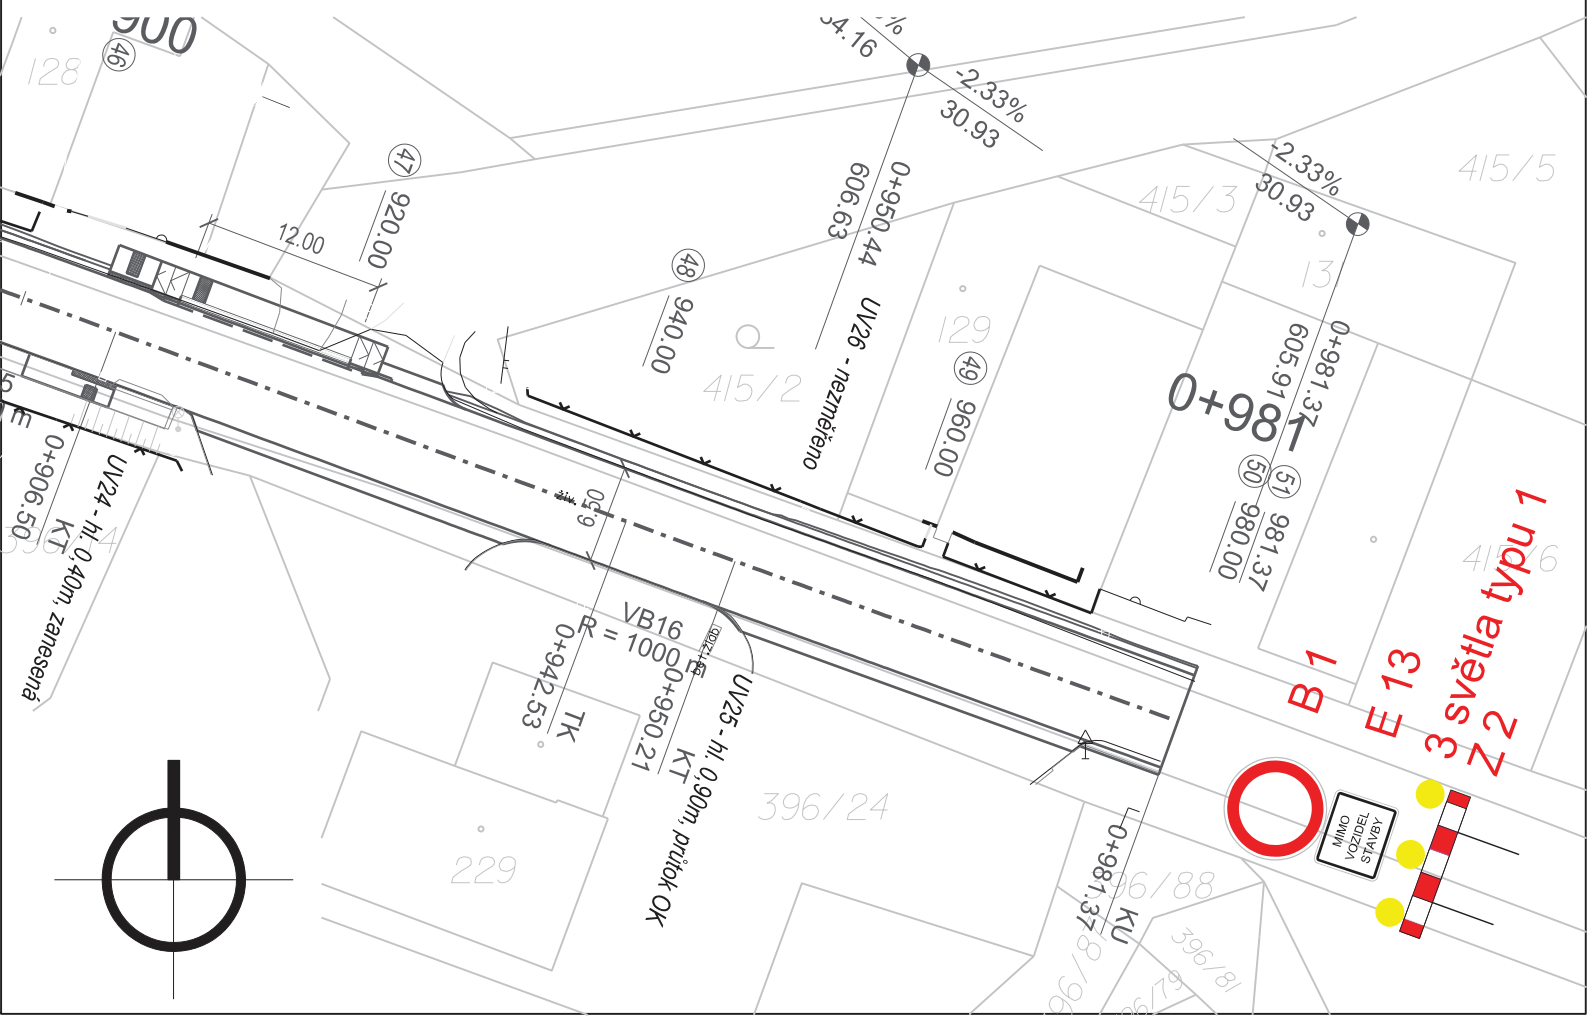 900
46
128
34.16
-2.33%
30.93
47
920.00
12.00
0+950.44
606.63
UV26 - nezměřeno
-2.33%
30.93
415/3
415/5
13
48
940.00
415/2
129
49
960.00
0+981.37
605.91
0+981
50
980.00
51
981.37
415/6
0+906.50
KT
UV24 - hl. 0,40m, zanesená
živ.
6.50
VB16
R = 1000 m
0+942.53
TK
0+950.21
KT
UV25 - hl. 0,90m, průtok OK
396/24
229
0+981.37
KU
396/88
396/81
B 1
E 13
3 světla typu 1
Z 2
MIMO
VOZIDEL
STAVBY